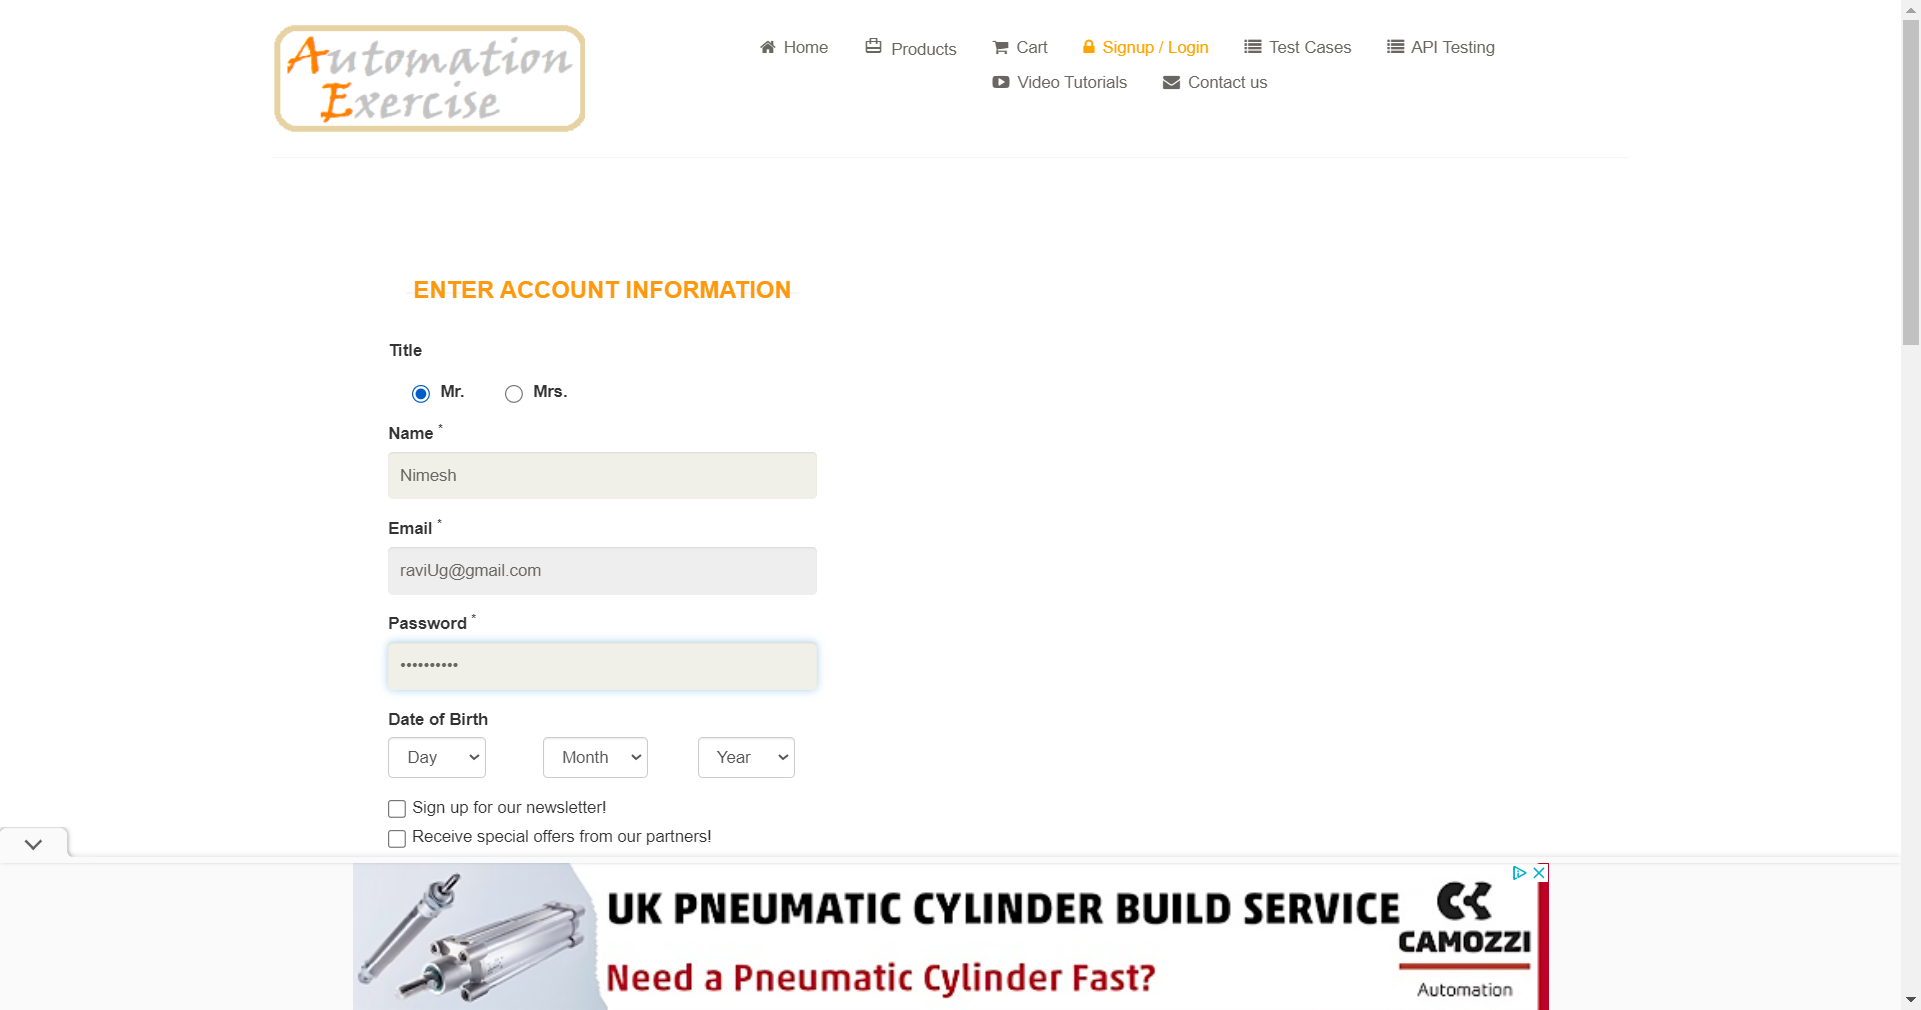 Automation
Exercise
Home
Products
Cart
Signup / Login
Test Cases
API Testing
Video Tutorials
Contact us
ENTER ACCOUNT INFORMATION
Title
Mr.
Mrs.
Name *
Nimesh
Email *
raviUg@gmail.com
Password *
••••••••••
Date of Birth
Day
Month
Year
Sign up for our newsletter!
Receive special offers from our partners!
UK PNEUMATIC CYLINDER BUILD SERVICE
Need a Pneumatic Cylinder Fast?
CAMOZZI
Automation